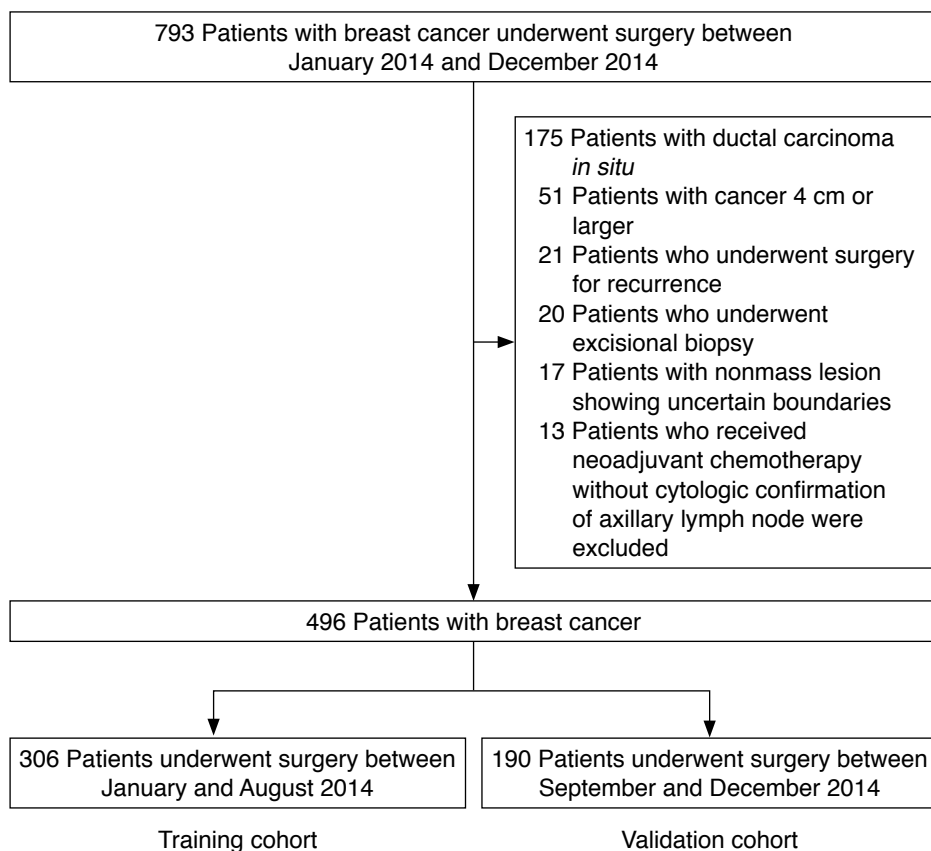 793 Patients with breast cancer underwent surgery between
January 2014 and December 2014
175 Patients with ductal carcinoma
in situ
51 Patients with cancer 4 cm or
larger
21 Patients who underwent surgery
for recurrence
20 Patients who underwent
excisional biopsy
17 Patients with nonmass lesion
showing uncertain boundaries
13 Patients who received
neoadjuvant chemotherapy
without cytologic confirmation
of axillary lymph node were
excluded
496 Patients with breast cancer
306 Patients underwent surgery between
January and August 2014
190 Patients underwent surgery between
September and December 2014
Training cohort
Validation cohort